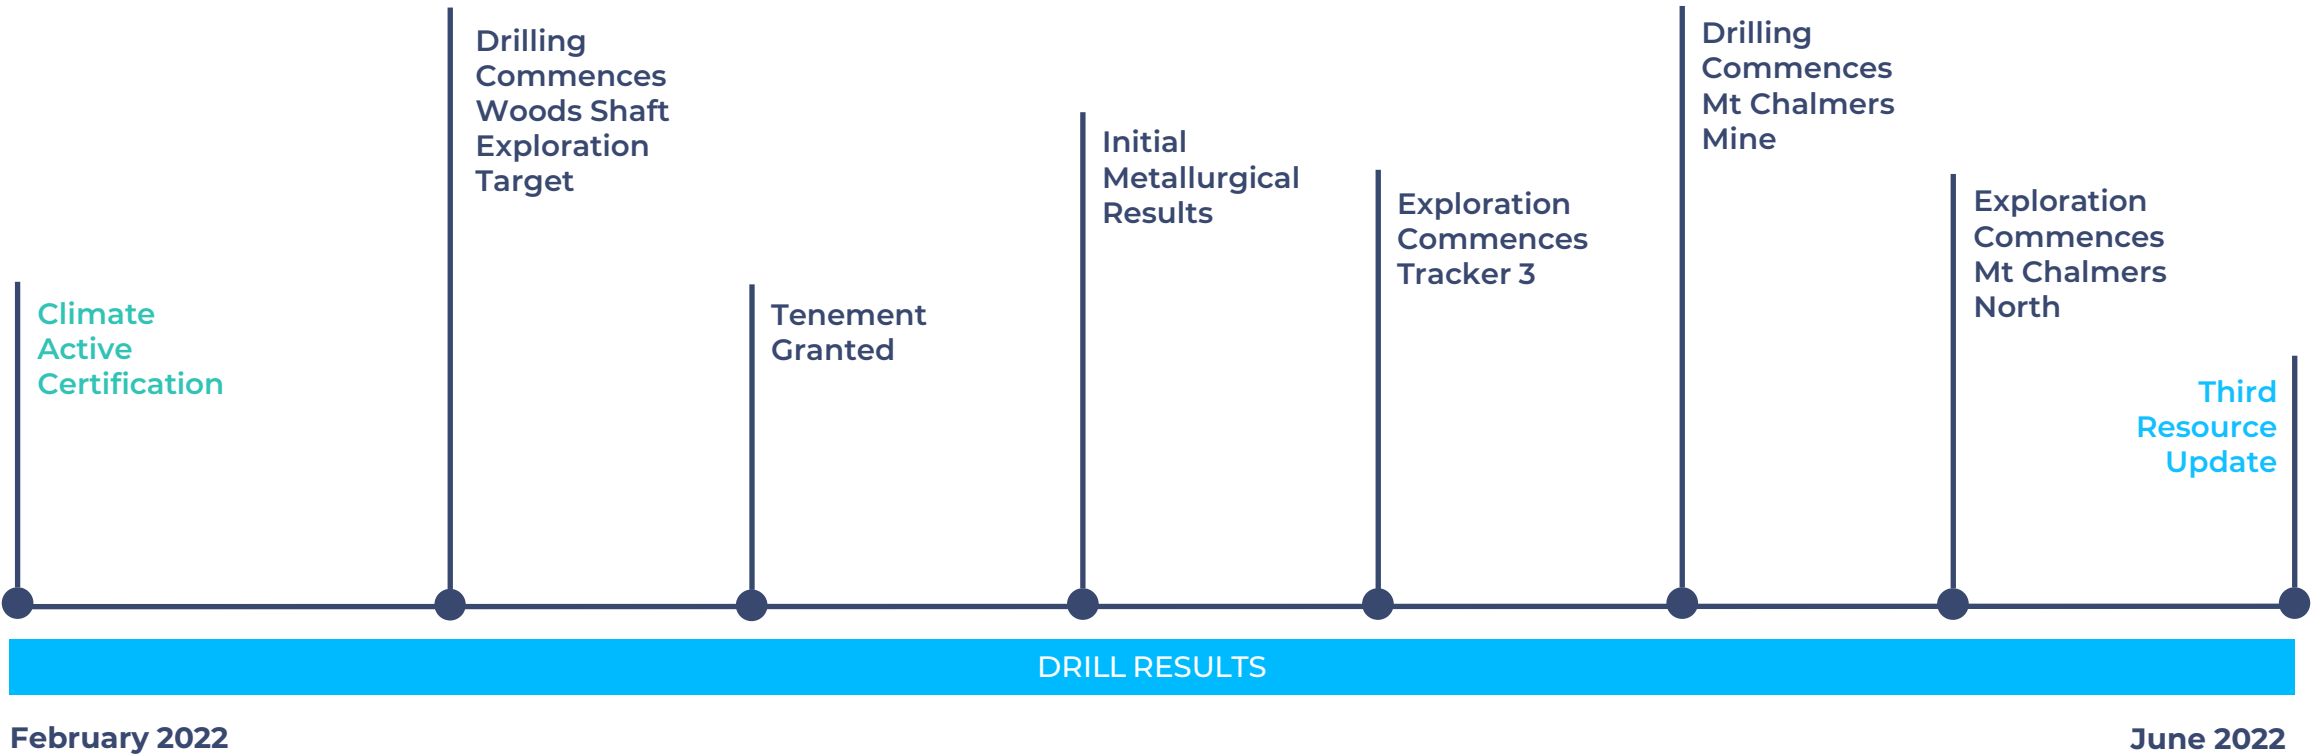 Climate
Active
Certification
Drilling
Commences
Woods Shaft
Exploration
Target
Tenement
Granted
Initial
Metallurgical
Results
Exploration
Commences
Tracker 3
Drilling
Commences
Mt Chalmers
Mine
Exploration
Commences
Mt Chalmers
North
Third
Resource
Update
DRILL RESULTS
February 2022
June 2022